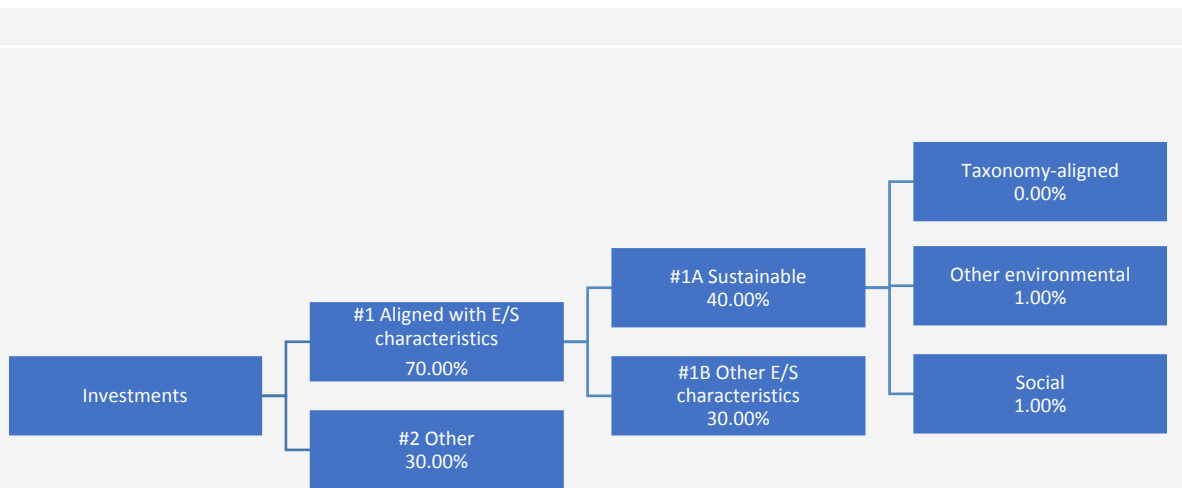 Investments
#1 Aligned with E/S
characteristics
70.00%
#2 Other
30.00%
#1A Sustainable
40.00%
#1B Other E/S
characteristics
30.00%
Taxonomy-aligned
0.00%
Other environmental
1.00%
Social
1.00%